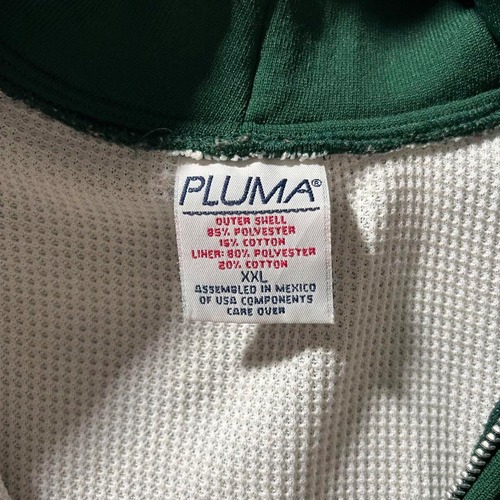 PLUMA®
OUTER SHELL
85% POLYESTER
15% COTTON
LINER: 80% POLYESTER
20% COTTON
XXL
ASSEMBLED IN MEXICO
OF USA COMPONENTS
CARE OVER